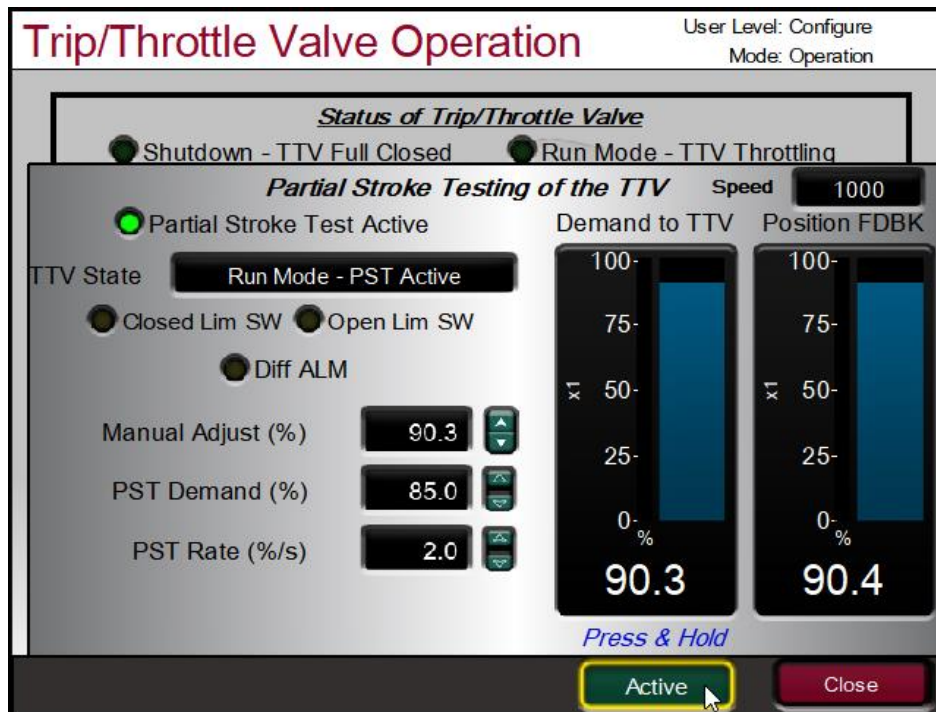 Trip/Throttle Valve Operation
User Level: Configure
Mode: Operation
Status of Trip/Throttle Valve
Shutdown - TTV Full Closed
Run Mode - TTV Throttling
Partial Stroke Testing of the TTV
Speed 1000
Partial Stroke Test Active
Demand to TTV
Position FDBK
TTV State Run Mode - PST Active
Closed Lim SW
Open Lim SW
Diff ALM
Manual Adjust (%) 90.3
PST Demand (%) 85.0
PST Rate (%/s) 2.0
100-
75-
x1 50-
25-
0-
%
90.3
100-
75-
x1 50-
25-
0-
%
90.4
Press & Hold
Active
Close